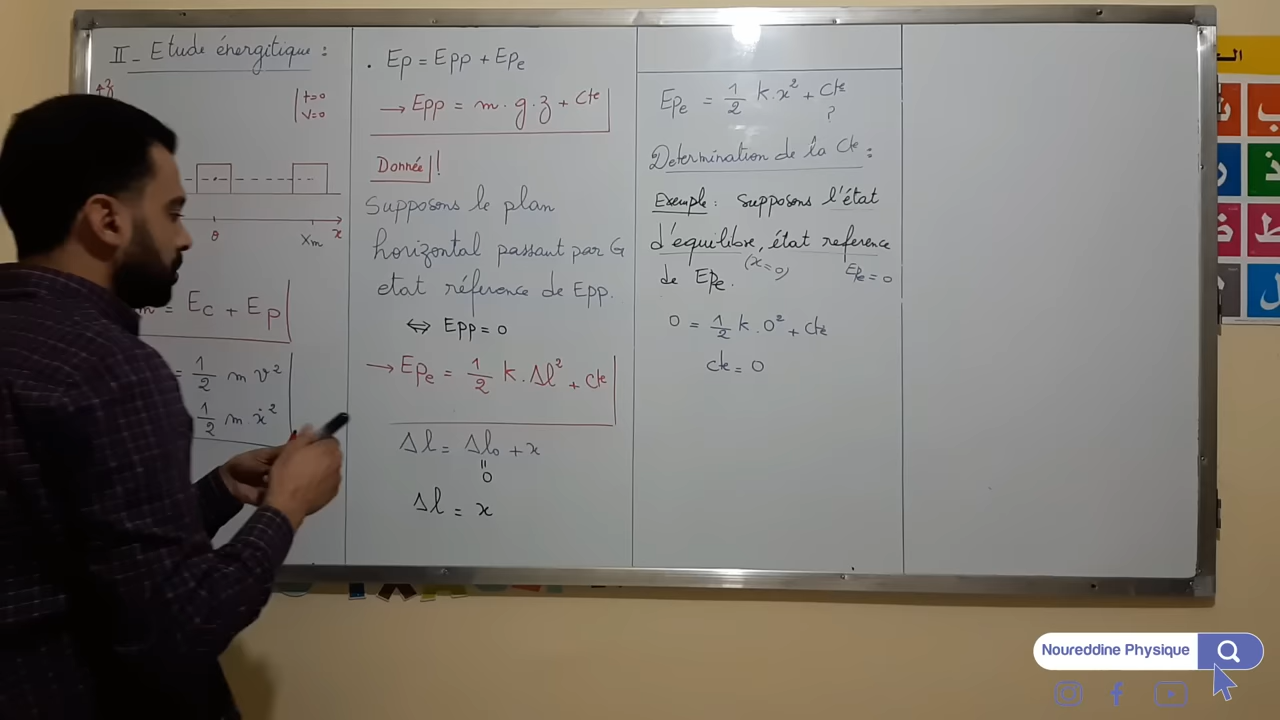 II - Etude énergitique :
t=0
v=0
θ
Xm
x
m = Ec + Ep
= 1/2 m v²
1/2 m . ẋ²
. Ep = Epp + Epe
→ Epp = m . g . z + Cte
Donnée !
Supposons le plan
horizontal passant par G
etat réference de Epp.
⇔ Epp = 0
→ Epe = 1/2 k . Δl² + Cte
Δl = Δl₀ + x
=
0
Δl = x
Epe = 1/2 k . x² + Cte
?
Determination de la Cte :
Exemple : supposons l'état
d'equilibre, état reference
(x = 0) Epe = 0
de Epe.
0 = 1/2 k . 0² + Cte
Cte = 0
Noureddine Physique